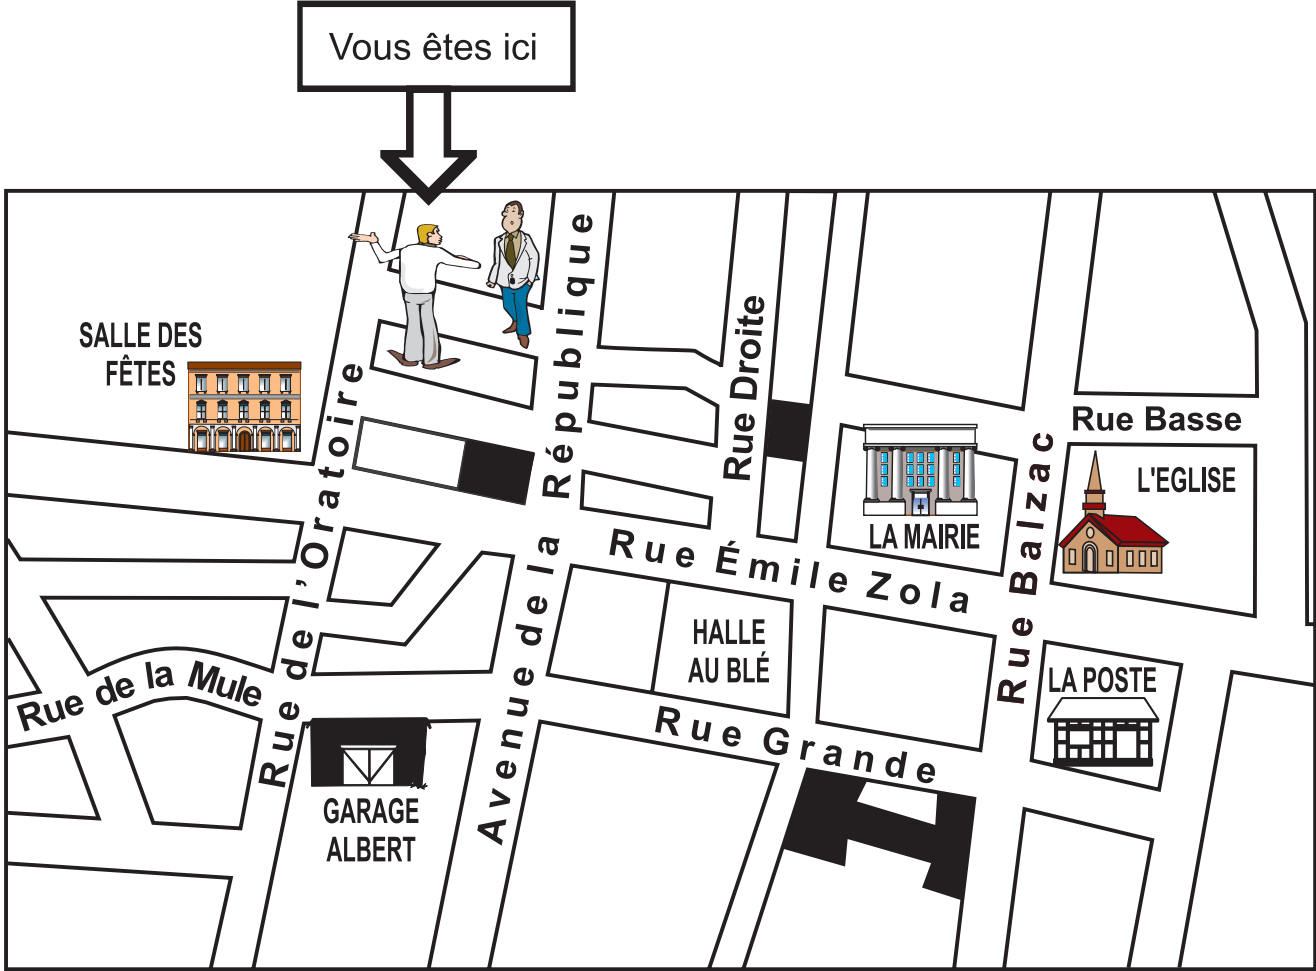 Vous êtes ici
SALLE DES
FÊTES
Rue de l'Oratoire
Avenue de la République
Rue Droite
Rue Basse
L'EGLISE
LA MAIRIE
Rue Balzac
Rue Émile Zola
HALLE
AU BLÉ
LA POSTE
Rue de la Mule
Rue Grande
GARAGE
ALBERT